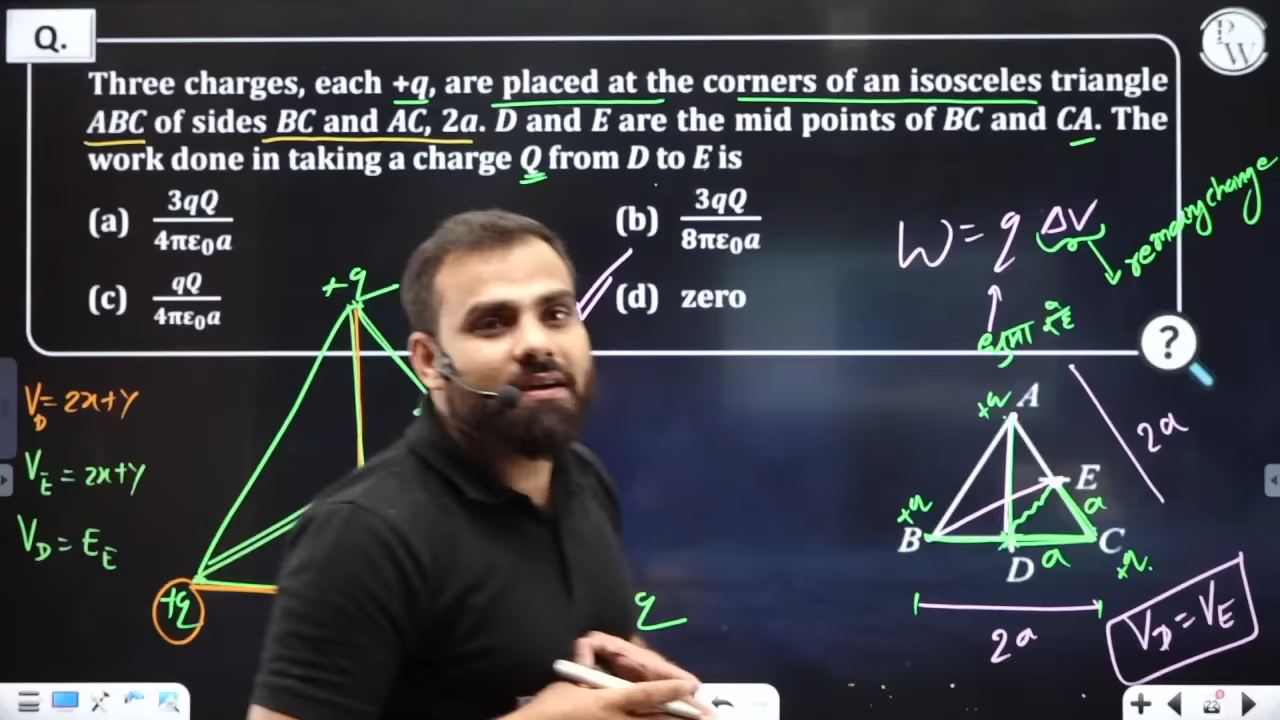 Q.
PW
Three charges, each +q, are placed at the corners of an isosceles triangle
ABC of sides BC and AC, 2a. D and E are the mid points of BC and CA. The
work done in taking a charge Q from D to E is
(a) 3qQ/4πε₀a
(b) 3qQ/8πε₀a
(c) qQ/4πε₀a
(d) zero
W = q ΔV
?
+q
V_D = 2x+y
V_E = 2x+y
V_D = E_E
+q
q
+q A
2a
E
a
+q
B
D
a
C
+q
2a
V_D = V_E
23